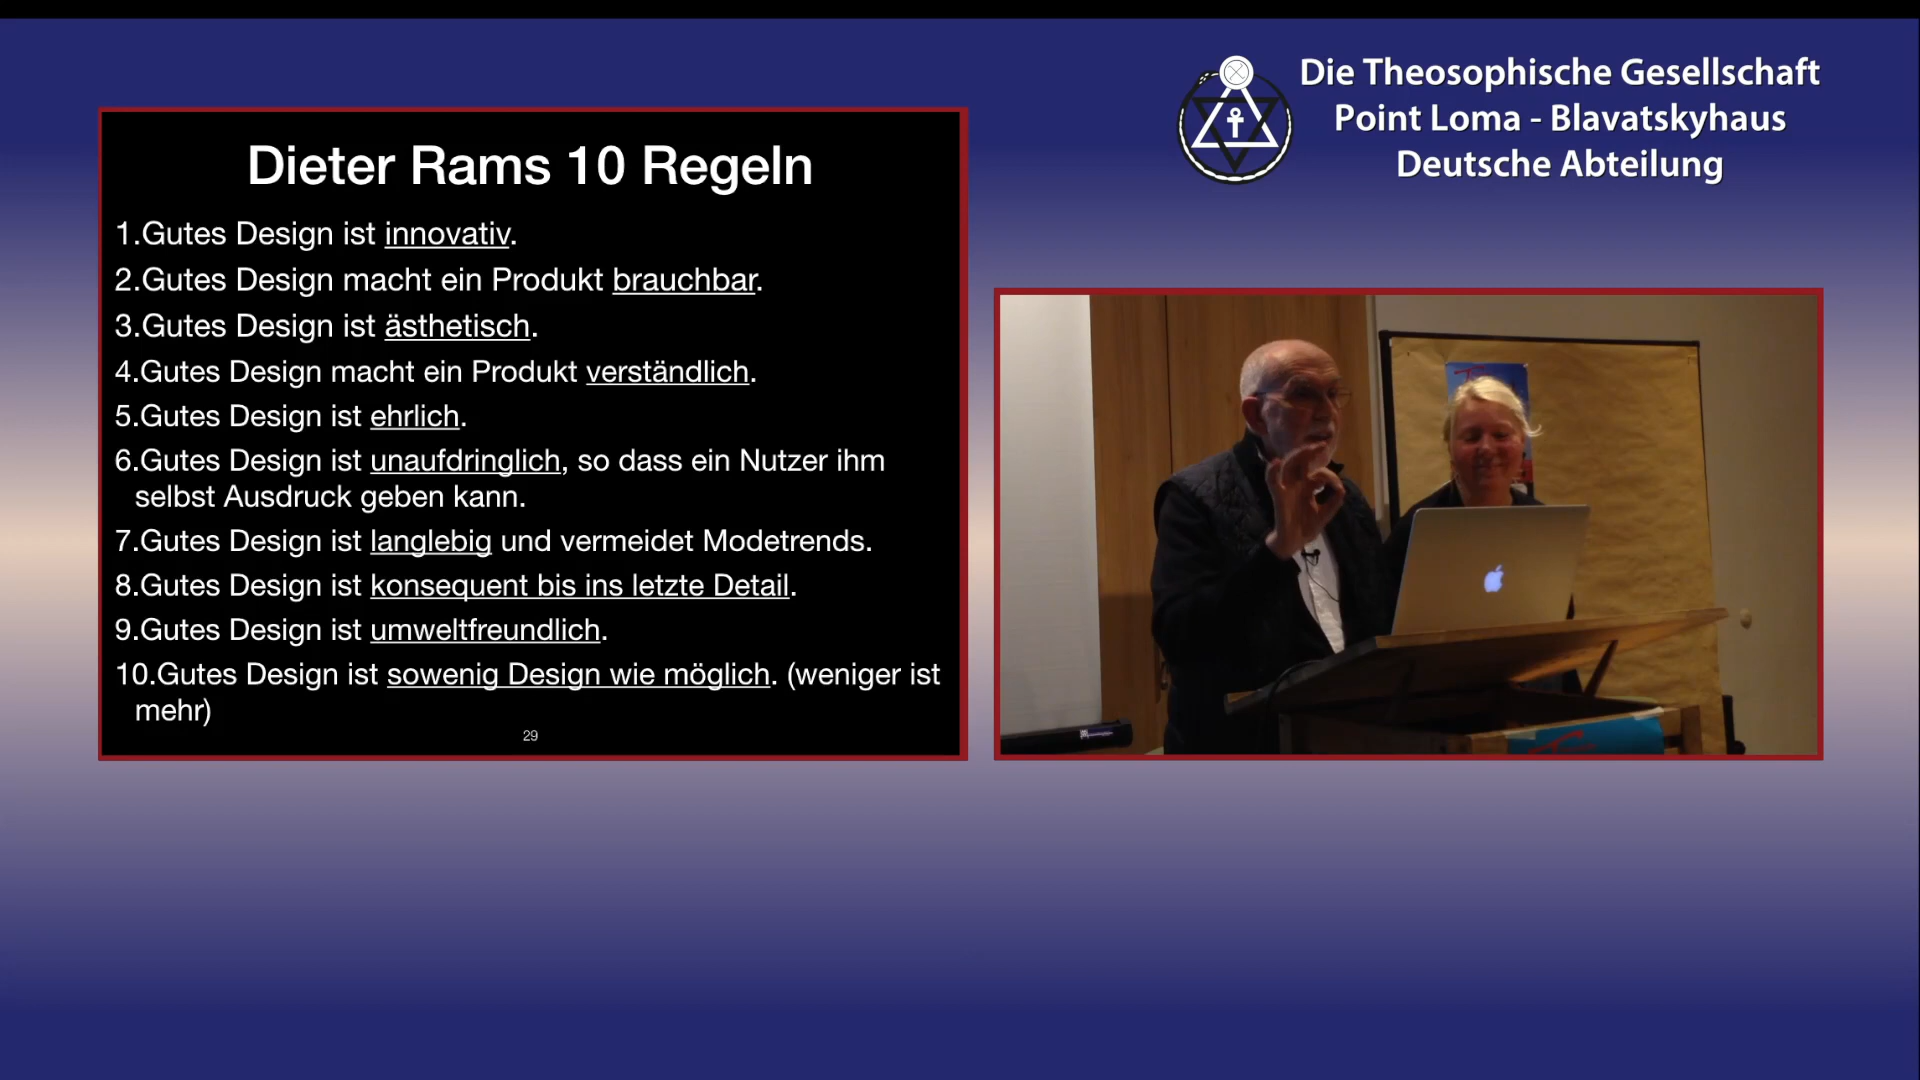 Die Theosophische Gesellschaft
Point Loma - Blavatskyhaus
Deutsche Abteilung
Dieter Rams 10 Regeln
1.Gutes Design ist innovativ.
2.Gutes Design macht ein Produkt brauchbar.
3.Gutes Design ist ästhetisch.
4.Gutes Design macht ein Produkt verständlich.
5.Gutes Design ist ehrlich.
6.Gutes Design ist unaufdringlich, so dass ein Nutzer ihm
selbst Ausdruck geben kann.
7.Gutes Design ist langlebig und vermeidet Modetrends.
8.Gutes Design ist konsequent bis ins letzte Detail.
9.Gutes Design ist umweltfreundlich.
10.Gutes Design ist sowenig Design wie möglich. (weniger ist
mehr)
29